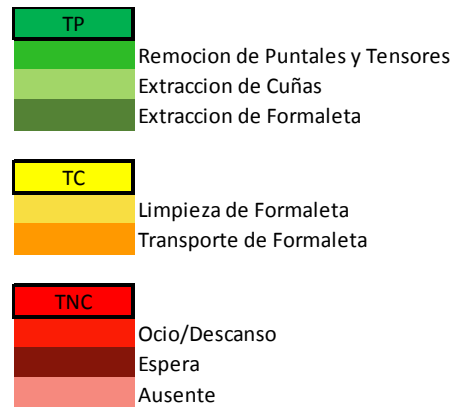 TP
Remocion de Puntales y Tensores
Extraccion de Cuñas
Extraccion de Formaleta
TC
Limpieza de Formaleta
Transporte de Formaleta
TNC
Ocio/Descanso
Espera
Ausente